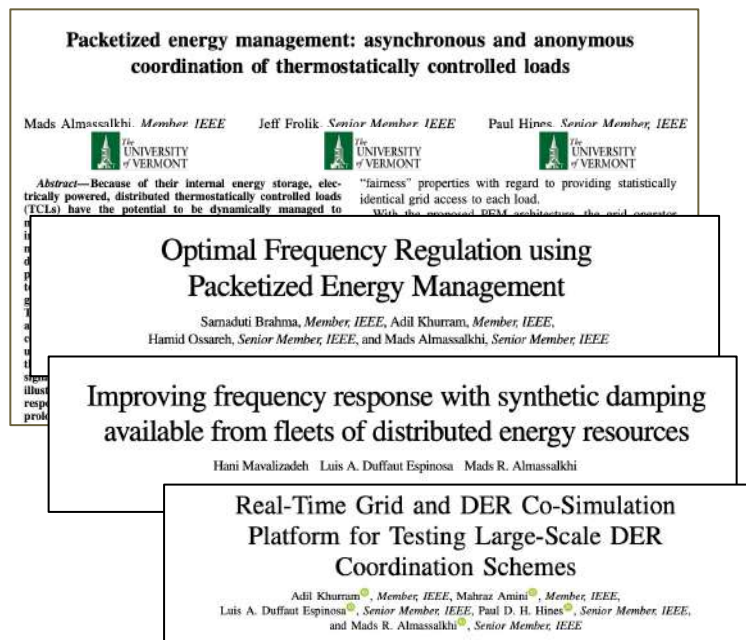 Packetized energy management: asynchronous and anonymous
coordination of thermostatically controlled loads
Mads Almassalkhi, Member, IEEE Jeff Frolik, Senior Member, IEEE Paul Hines, Senior Member, IEEE
The UNIVERSITY of VERMONT
The UNIVERSITY of VERMONT
The UNIVERSITY of VERMONT
Abstract—Because of their internal energy storage, elec-
trically powered, distributed thermostatically controlled loads
(TCLs) have the potential to be dynamically managed to
"fairness" properties with regard to providing statistically
identical grid access to each load.
With the proposed PEM architecture, the grid operator
Optimal Frequency Regulation using
Packetized Energy Management
Sarnaduti Brahma, Member, IEEE, Adil Khurram, Member, IEEE,
Hamid Ossareh, Senior Member, IEEE, and Mads Almassalkhi, Senior Member, IEEE
illust
respo
prolo
Improving frequency response with synthetic damping
available from fleets of distributed energy resources
Hani Mavalizadeh Luis A. Duffaut Espinosa Mads R. Almassalkhi
Real-Time Grid and DER Co-Simulation
Platform for Testing Large-Scale DER
Coordination Schemes
Adil Khurram, Member, IEEE, Mahraz Amini, Member, IEEE,
Luis A. Duffaut Espinosa, Senior Member, IEEE, Paul D. H. Hines, Senior Member, IEEE,
and Mads R. Almassalkhi, Senior Member, IEEE